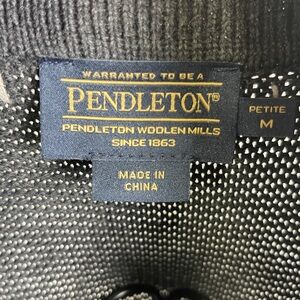 WARRANTED TO BE A
PENDLETON®
PENDLETON WOOLEN MILLS
SINCE 1863
PETITE
M
MADE IN
CHINA